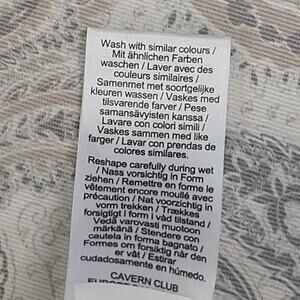 Wash with similar colours /
Mit ähnlichen Farben
waschen / Laver avec des
couleurs similaires /
Samenmet met soortgelijke
kleuren wassen / Vaskes med
tilsvarende farver / Pese
samansävyisten kanssa /
Lavare con colori simili /
Vaskes sammen med like
farger / Lavar con prendas de
colores similares.
Reshape carefully during wet
/ Nass vorsichtig in Form
ziehen / Remettre en forme le
vêtement encore mouillé avec
précaution / Nat voorzichtig in
vorm trekken / Trækkes
forsigtigt i form i våd tilstand /
Vedä varovasti muotoon
märkänä / Stendere con
cautela in forma bagnato /
Formes om forsiktig når den
er våt / Estirar
cuidadosamente en húmedo.
CAVERN CLUB